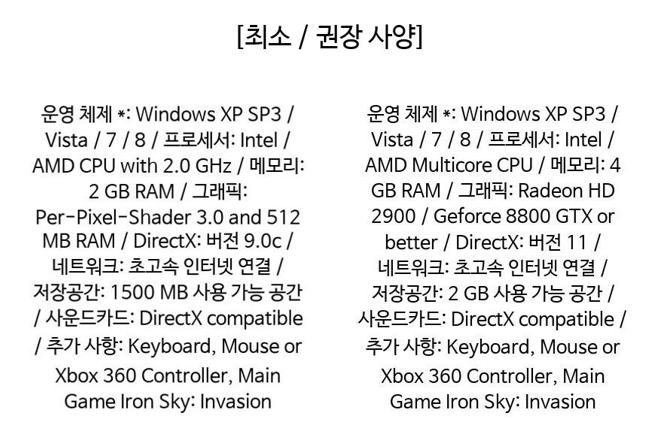 [최소 / 권장 사양]
운영 체제 *: Windows XP SP3 /
Vista / 7 / 8 / 프로세서: Intel /
AMD CPU with 2.0 GHz / 메모리:
2 GB RAM / 그래픽:
Per-Pixel-Shader 3.0 and 512
MB RAM / DirectX: 버전 9.0c /
네트워크: 초고속 인터넷 연결 /
저장공간: 1500 MB 사용 가능 공간
/ 사운드카드: DirectX compatible
/ 추가 사항: Keyboard, Mouse or
Xbox 360 Controller, Main
Game Iron Sky: Invasion
운영 체제 *: Windows XP SP3 /
Vista / 7 / 8 / 프로세서: Intel /
AMD Multicore CPU / 메모리: 4
GB RAM / 그래픽: Radeon HD
2900 / Geforce 8800 GTX or
better / DirectX: 버전 11 /
네트워크: 초고속 인터넷 연결 /
저장공간: 2 GB 사용 가능 공간 /
사운드카드: DirectX compatible /
추가 사항: Keyboard, Mouse or
Xbox 360 Controller, Main
Game Iron Sky: Invasion